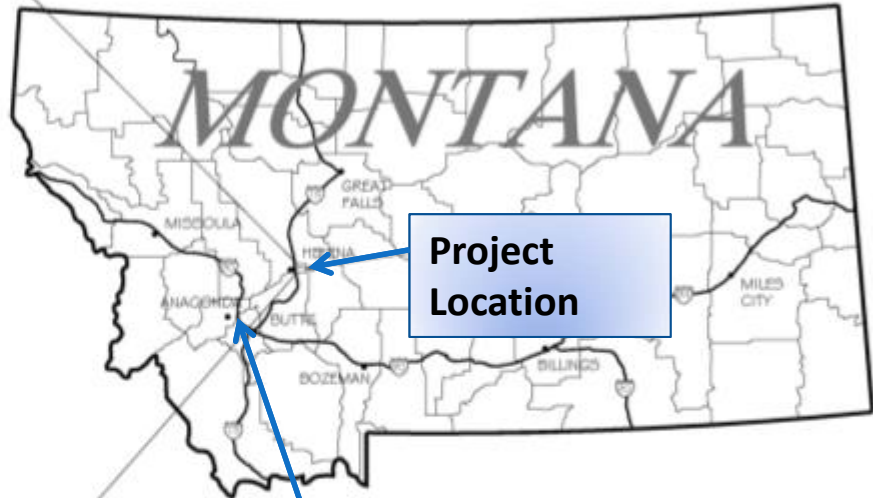 MONTANA
GREAT
FALLS
MISSOULA
HELENA
Project
Location
MILES
CITY
ANACONDA
BUTTE
BOZEMAN
BILLINGS